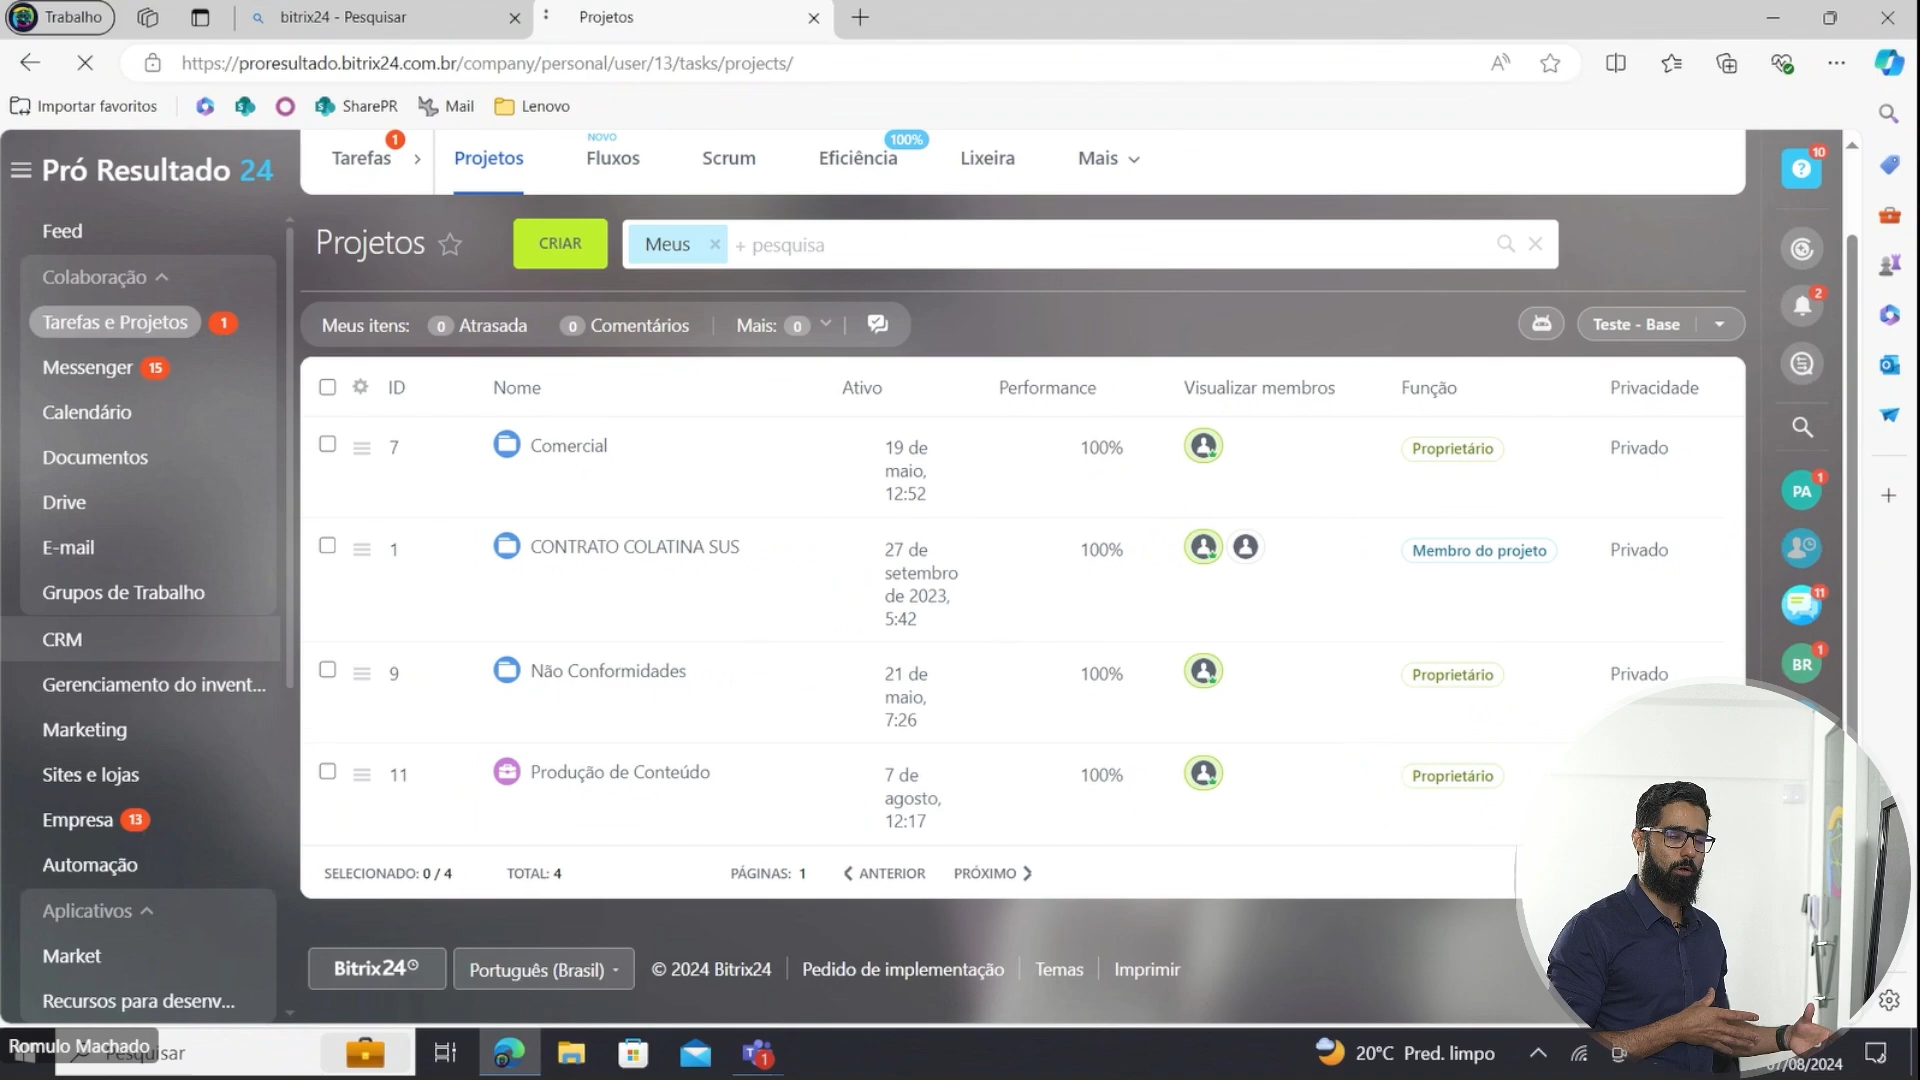 Trabalho
bitrix24 - Pesquisar
Projetos
https://proresultado.bitrix24.com.br/company/personal/user/13/tasks/projects/
Importar favoritos
SharePR
Mail
Lenovo
Pró Resultado 24
Tarefas 1
Projetos
NOVO
Fluxos
Scrum
Eficiência 100%
Lixeira
Mais
10
Feed
Colaboração
Tarefas e Projetos 1
Messenger 15
Calendário
Documentos
Drive
E-mail
Grupos de Trabalho
CRM
Gerenciamento do invent...
Marketing
Sites e lojas
Empresa 13
Automação
Aplicativos
Market
Recursos para desenv...
Projetos
CRIAR
Meus × + pesquisa
Meus itens: 0 Atrasada 0 Comentários Mais: 0
Teste - Base
2
ID Nome Ativo Performance Visualizar membros Função Privacidade
7 Comercial 19 de maio, 12:52 100% Proprietário Privado
1 CONTRATO COLATINA SUS 27 de setembro de 2023, 5:42 100% Membro do projeto Privado
9 Não Conformidades 21 de maio, 7:26 100% Proprietário Privado
11 Produção de Conteúdo 7 de agosto, 12:17 100% Proprietário
SELECIONADO: 0 / 4 TOTAL: 4 PÁGINAS: 1 ANTERIOR PRÓXIMO
PA 1
11
BR 1
Bitrix24
Português (Brasil)
© 2024 Bitrix24
Pedido de implementação
Temas
Imprimir
Romulo Machado
Pesquisar
1
20°C Pred. limpo
07/08/2024